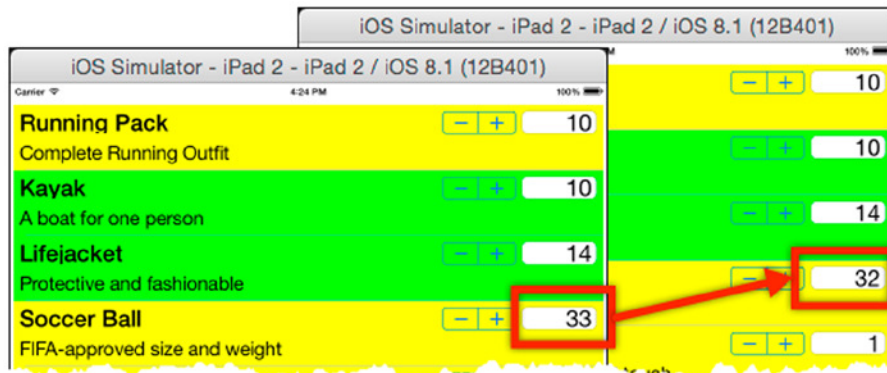 iOS Simulator - iPad 2 - iPad 2 / iOS 8.1 (12B401)
100%
10
10
14
32
1
iOS Simulator - iPad 2 - iPad 2 / iOS 8.1 (12B401)
Carrier 4:24 PM 100%
Running Pack - + 10
Complete Running Outfit
Kayak - + 10
A boat for one person
Lifejacket - + 14
Protective and fashionable
Soccer Ball - + 33
FIFA-approved size and weight